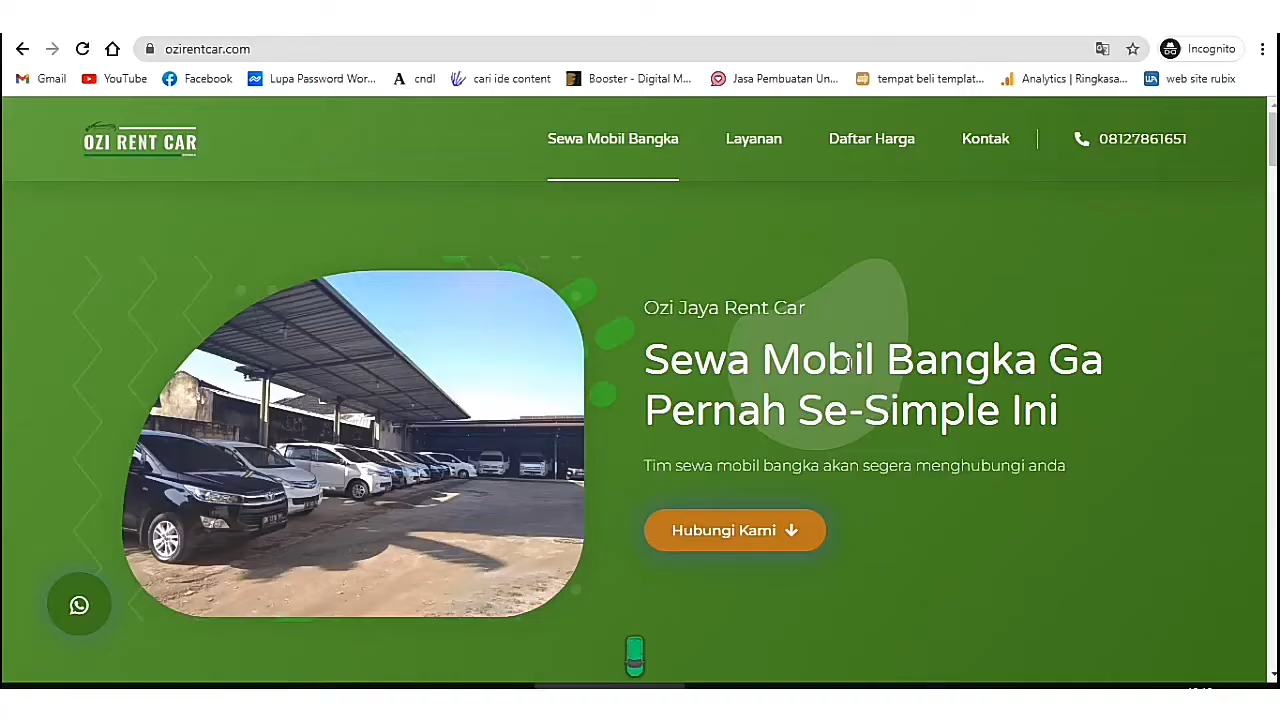 ozirentcar.com
Incognito
Gmail
YouTube
Facebook
Lupa Password Wor...
cndl
cari ide content
Booster - Digital M...
Jasa Pembuatan Un...
tempat beli templat...
Analytics | Ringkasa...
web site rubix
OZI RENT CAR
Sewa Mobil Bangka
Layanan
Daftar Harga
Kontak
08127861651
Ozi Jaya Rent Car
Sewa Mobil Bangka Ga
Pernah Se-Simple Ini
Tim sewa mobil bangka akan segera menghubungi anda
Hubungi Kami